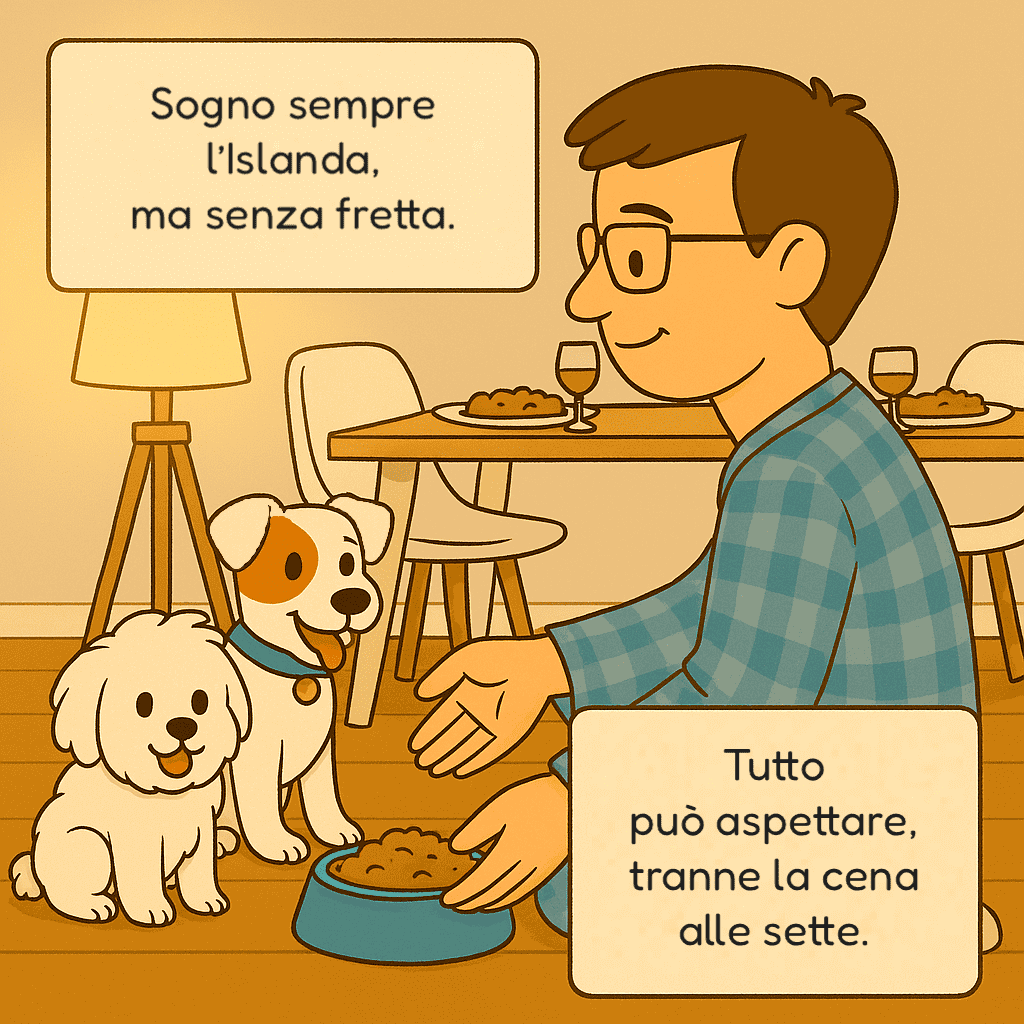 Sogno sempre
l'Islanda,
ma senza fretta.
Tutto
può aspettare,
tranne la cena
alle sette.